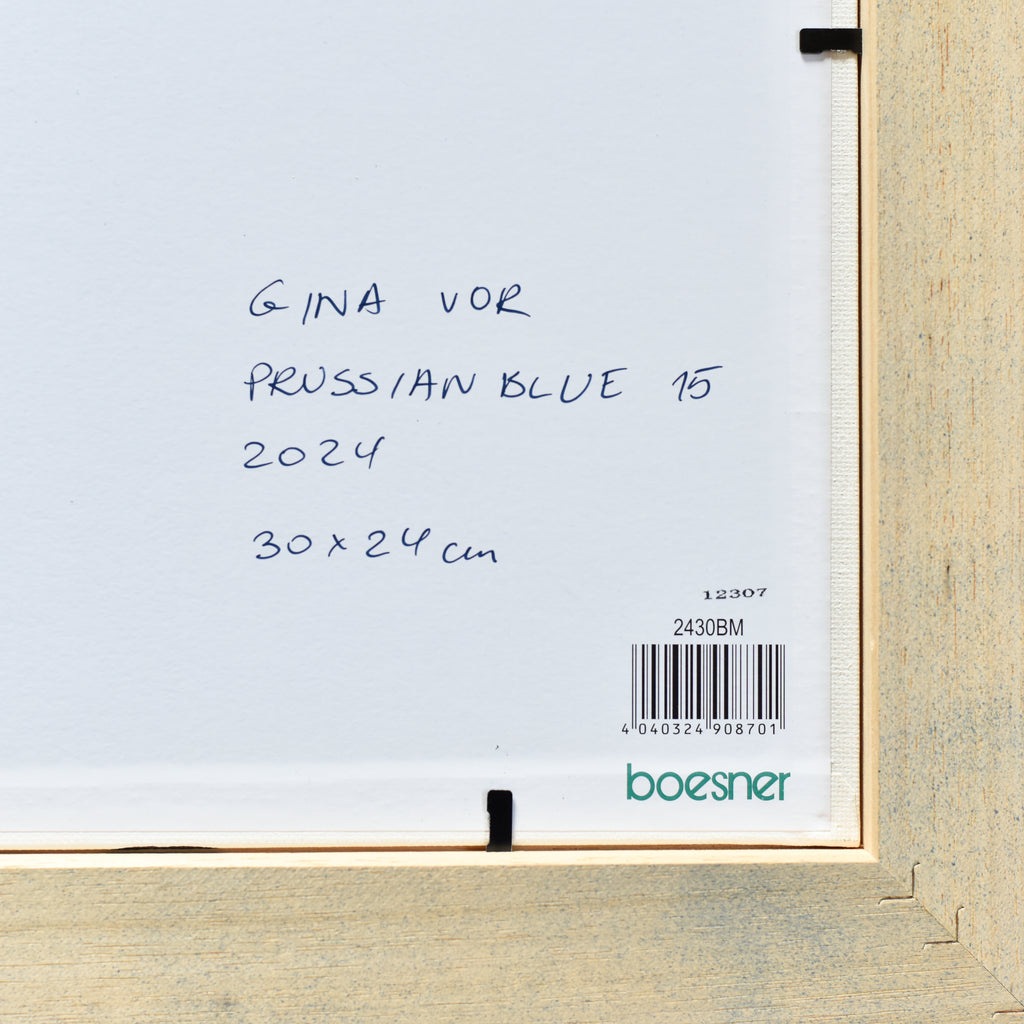 GINA VOR
PRUSSIAN BLUE 15
2024
30 x 24 cm
12307
2430BM
4 040324 908701
boesner